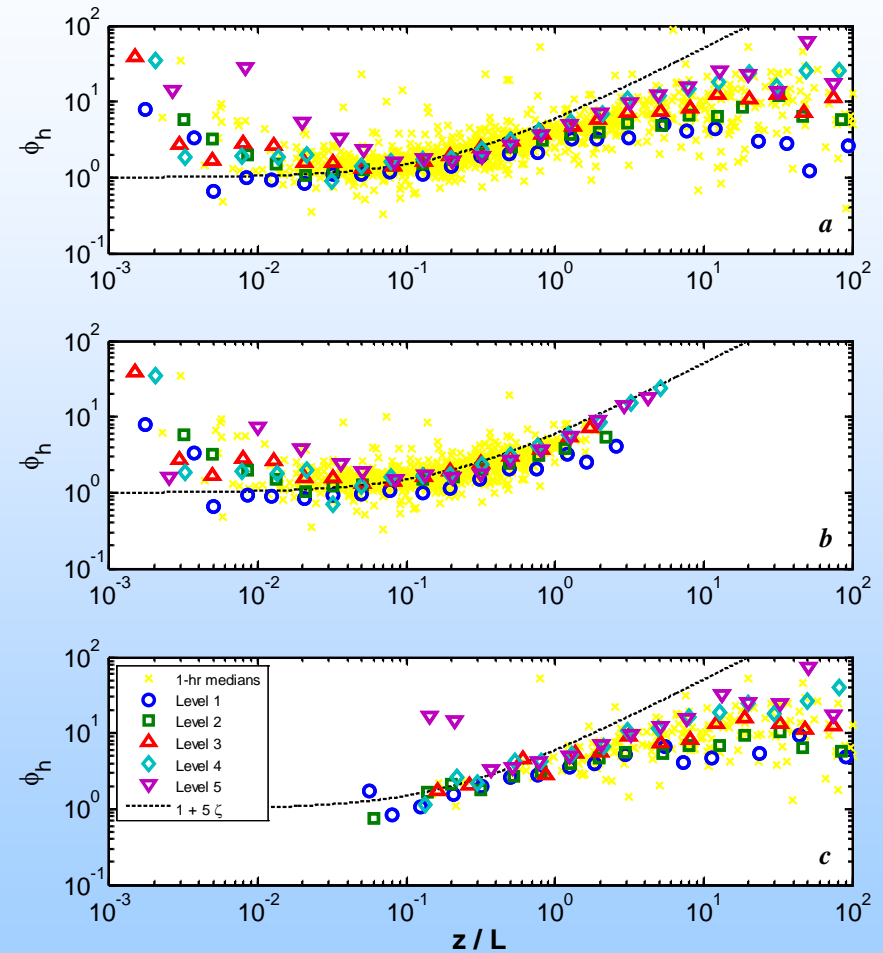 10²
10¹
10⁰
10⁻¹
ϕₕ
a
10⁻³ 10⁻² 10⁻¹ 10⁰ 10¹ 10²
10²
10¹
10⁰
10⁻¹
ϕₕ
b
10⁻³ 10⁻² 10⁻¹ 10⁰ 10¹ 10²
10²
10¹
10⁰
10⁻¹
ϕₕ
1-hr medians
Level 1
Level 2
Level 3
Level 4
Level 5
1 + 5 ζ
c
10⁻³ 10⁻² 10⁻¹ 10⁰ 10¹ 10²
z / L